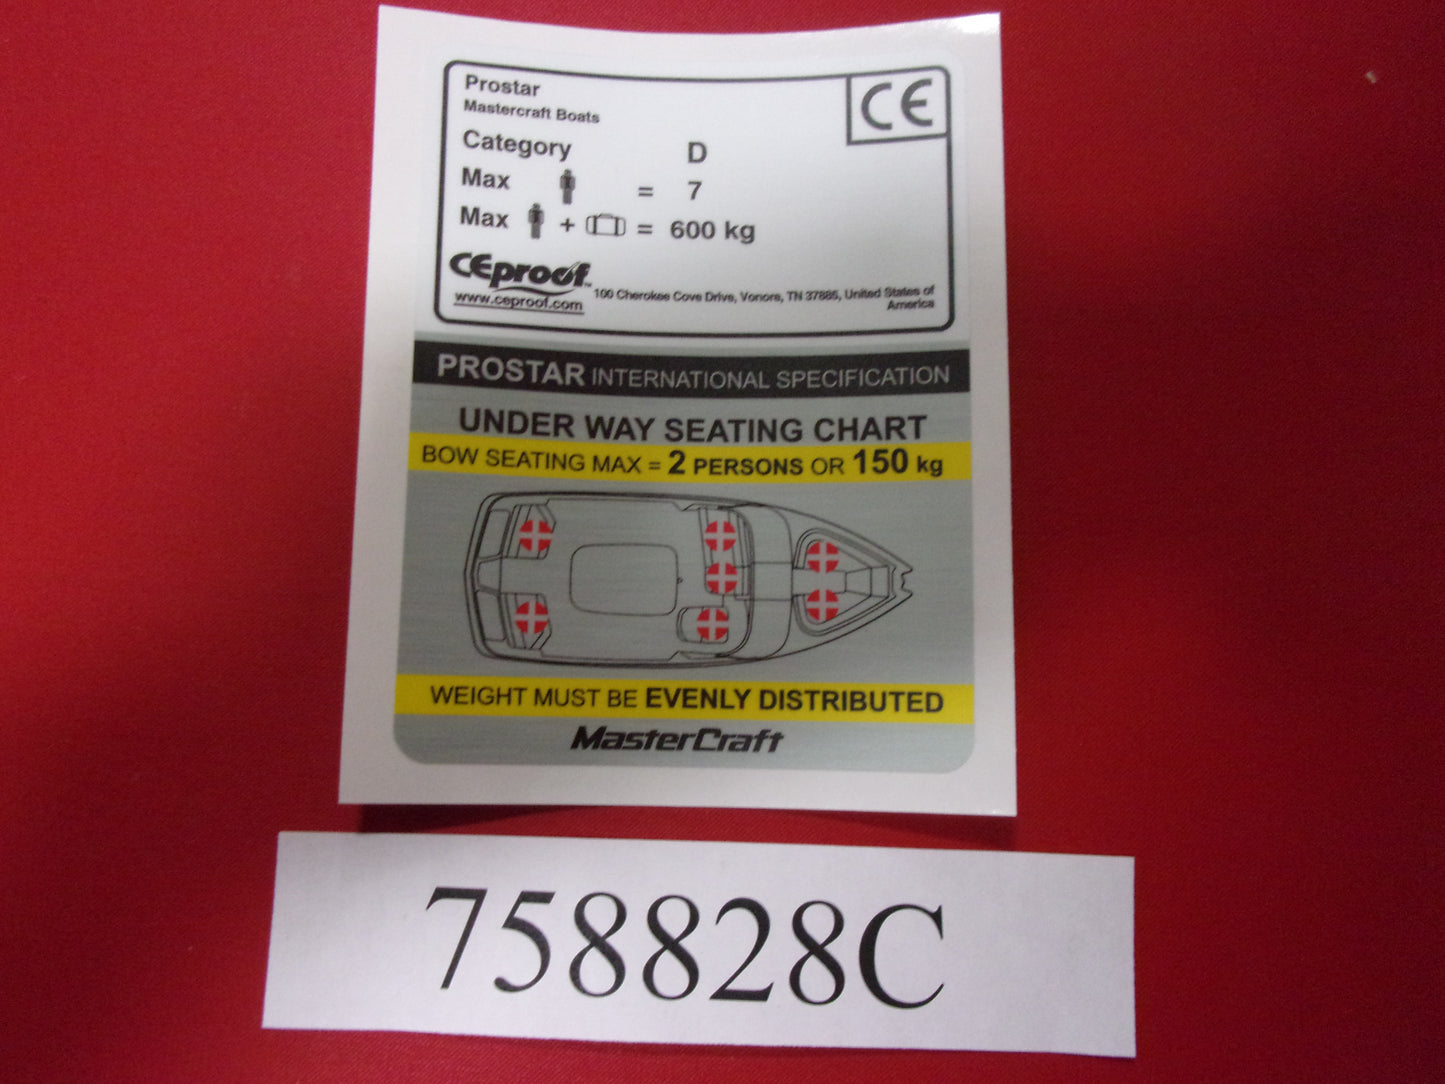 Prostar
Mastercraft Boats
CE
Category D
Max = 7
Max + = 600 kg
CEproof™
www.ceproof.com
100 Cherokee Cove Drive, Vonore, TN 37885, United States of
America
PROSTAR INTERNATIONAL SPECIFICATION
UNDER WAY SEATING CHART
BOW SEATING MAX = 2 PERSONS OR 150 kg
WEIGHT MUST BE EVENLY DISTRIBUTED
MasterCraft
758828C